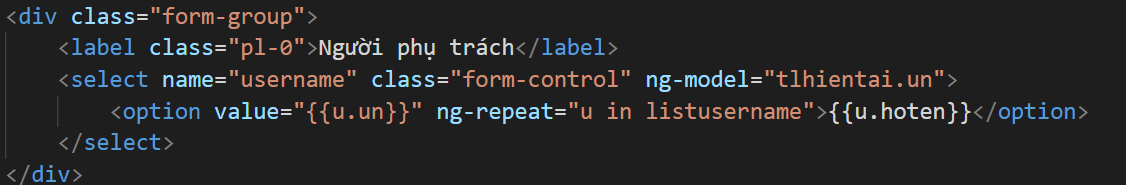 <div class="form-group">
<label class="pl-0">Người phụ trách</label>
<select name="username" class="form-control" ng-model="tlhientai.un">
<option value="{{u.un}}" ng-repeat="u in listusername">{{u.hoten}}</option>
</select>
</div>